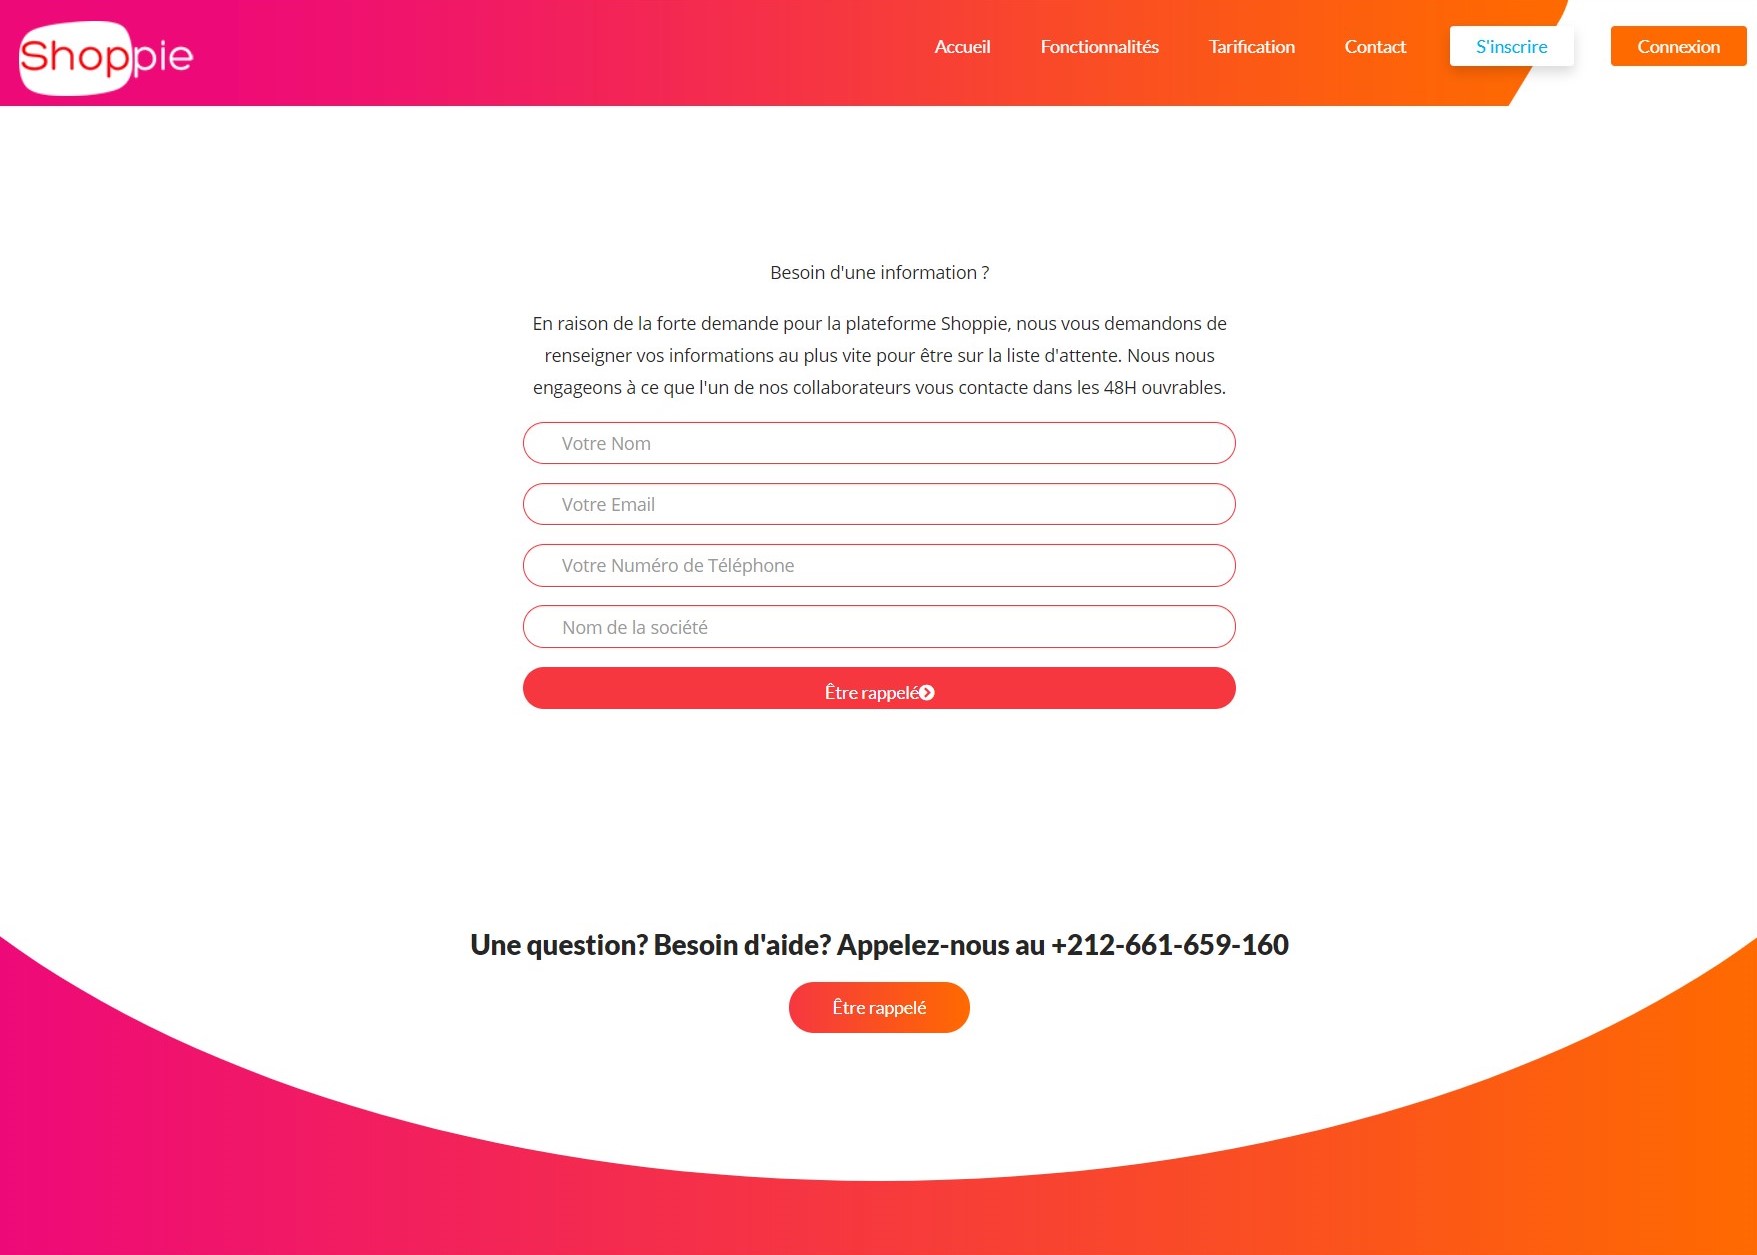 Shoppie
Accueil
Fonctionnalités
Tarification
Contact
S'inscrire
Connexion
Besoin d'une information ?
En raison de la forte demande pour la plateforme Shoppie, nous vous demandons de
renseigner vos informations au plus vite pour être sur la liste d'attente. Nous nous
engageons à ce que l'un de nos collaborateurs vous contacte dans les 48H ouvrables.
Votre Nom
Votre Email
Votre Numéro de Téléphone
Nom de la société
Être rappelé
Une question? Besoin d'aide? Appelez-nous au +212-661-659-160
Être rappelé